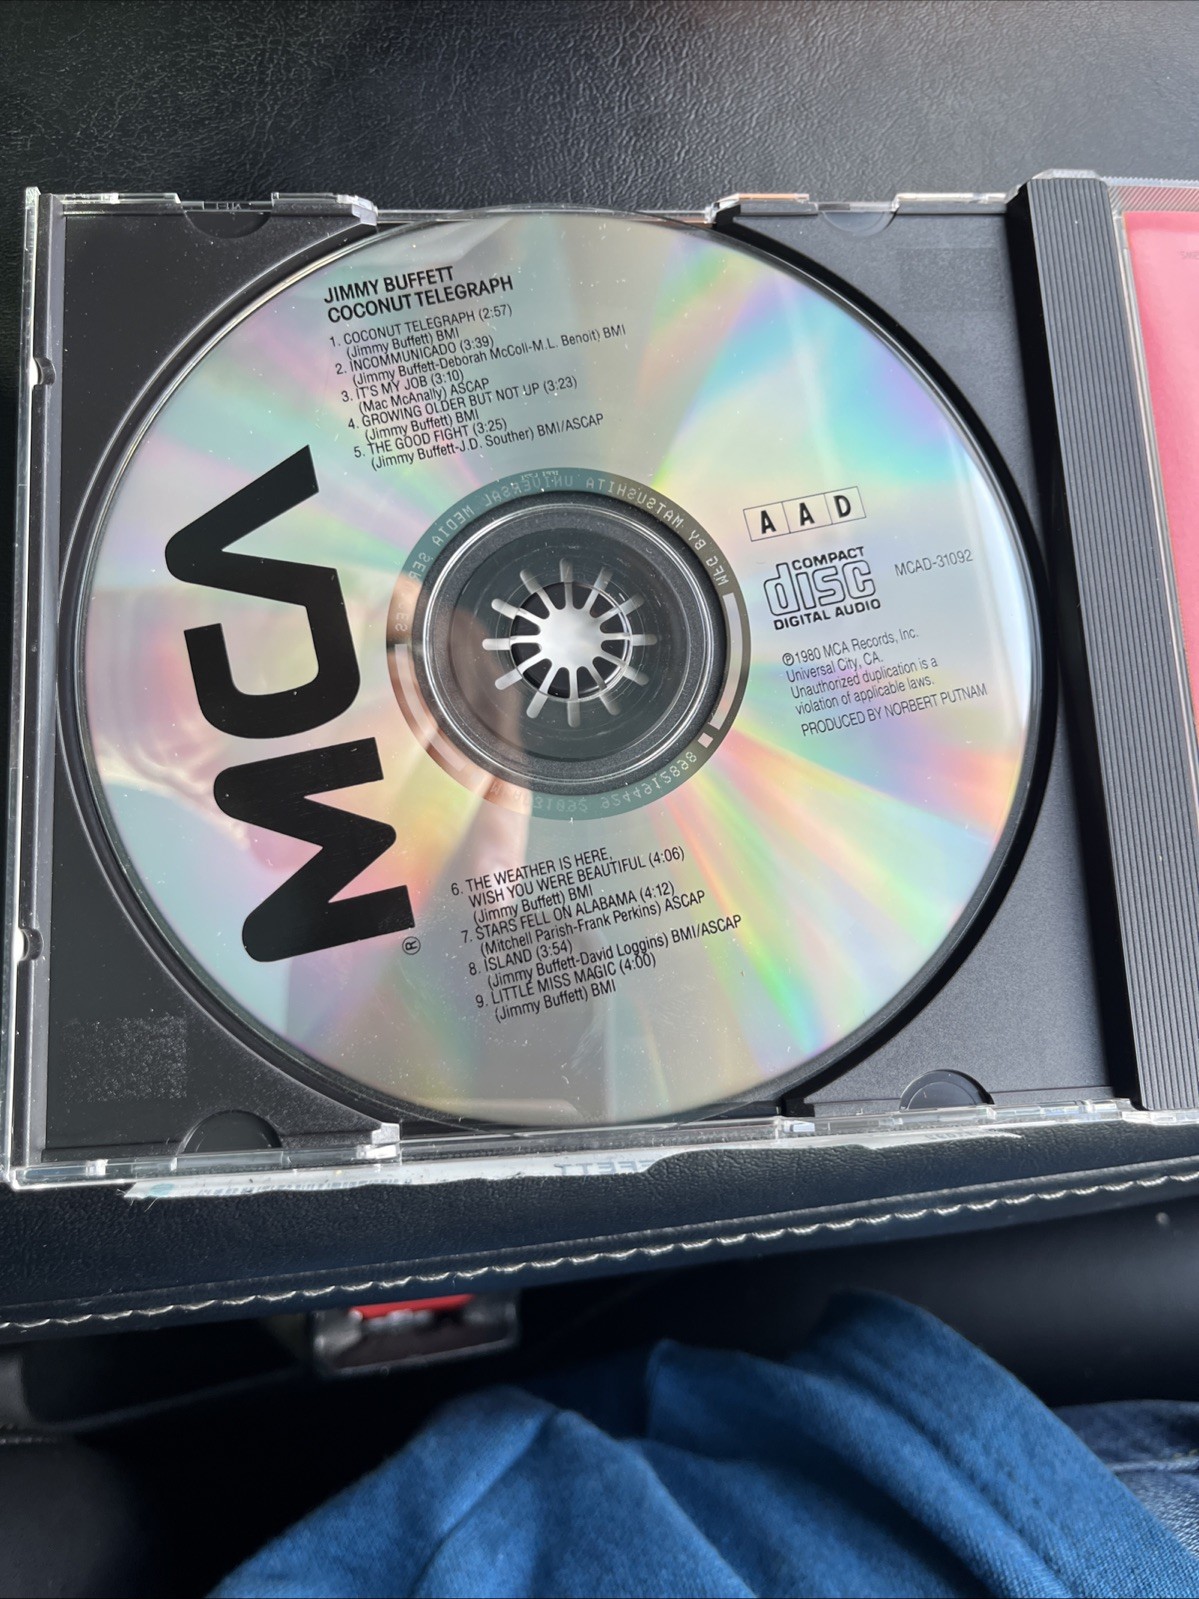 JIMMY BUFFETT
COCONUT TELEGRAPH
1. COCONUT TELEGRAPH (2:57)
(Jimmy Buffett) BMI
2. INCOMMUNICADO (3:39)
(Jimmy Buffett-Deborah McColl-M.L. Benoit) BMI
3. IT'S MY JOB (3:10)
(Mac McAnally) ASCAP
4. GROWING OLDER BUT NOT UP (3:23)
(Jimmy Buffett) BMI
5. THE GOOD FIGHT (3:25)
(Jimmy Buffett-J.D. Souther) BMI/ASCAP
MCA
®
MFG BY MATSUSHITA UNIVERSAL MEDIA SERVICES
A A D
COMPACT
disc
DIGITAL AUDIO
MCAD-31092
℗1980 MCA Records, Inc.
Universal City, CA.
Unauthorized duplication is a
violation of applicable laws.
PRODUCED BY NORBERT PUTNAM
6. THE WEATHER IS HERE,
WISH YOU WERE BEAUTIFUL (4:06)
(Jimmy Buffett) BMI
7. STARS FELL ON ALABAMA (4:12)
(Mitchell Parish-Frank Perkins) ASCAP
8. ISLAND (3:54)
(Jimmy Buffett-David Loggins) BMI/ASCAP
9. LITTLE MISS MAGIC (4:00)
(Jimmy Buffett) BMI